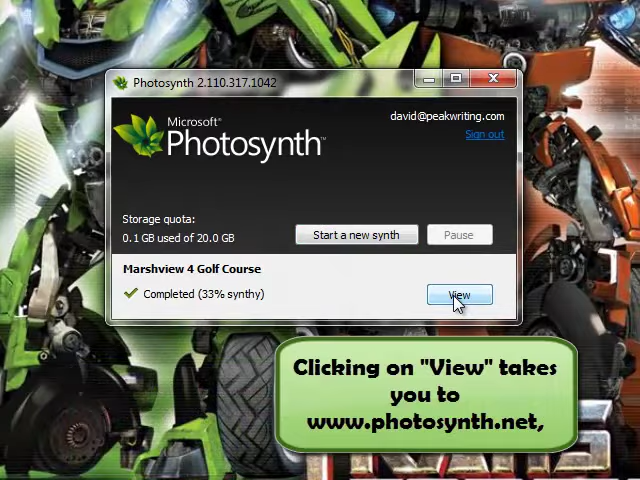 Photosynth 2.110.317.1042
david@peakwriting.com
Sign out
Microsoft®
Photosynth™
Storage quota:
0.1 GB used of 20.0 GB
Start a new synth
Pause
Marshview 4 Golf Course
Completed (33% synthy)
View
Clicking on "View" takes
you to
www.photosynth.net,